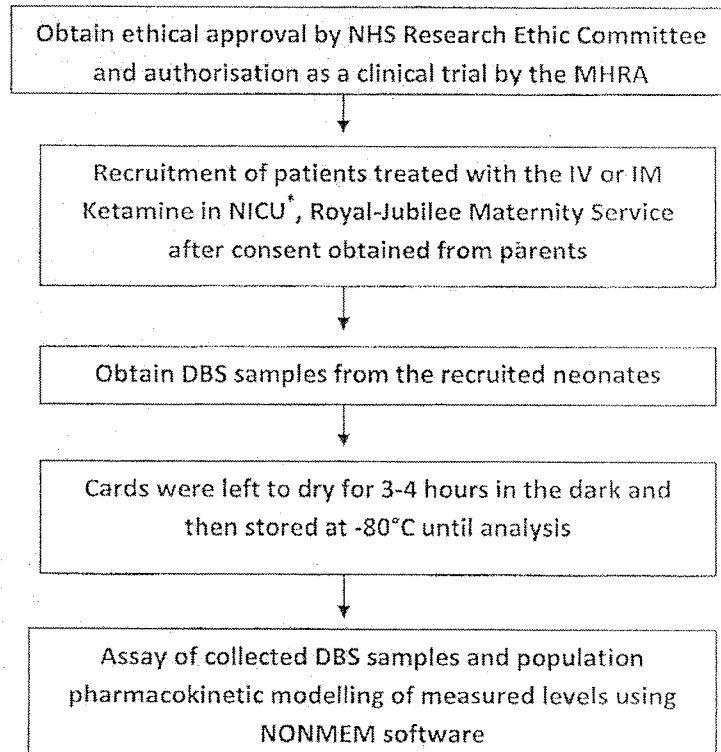 Obtain ethical approval by NHS Research Ethic Committee
and authorisation as a clinical trial by the MHRA
Recruitment of patients treated with the IV or IM
Ketamine in NICU*, Royal-Jubilee Maternity Service
after consent obtained from parents
Obtain DBS samples from the recruited neonates
Cards were left to dry for 3-4 hours in the dark and
then stored at -80°C until analysis
Assay of collected DBS samples and population
pharmacokinetic modelling of measured levels using
NONMEM software